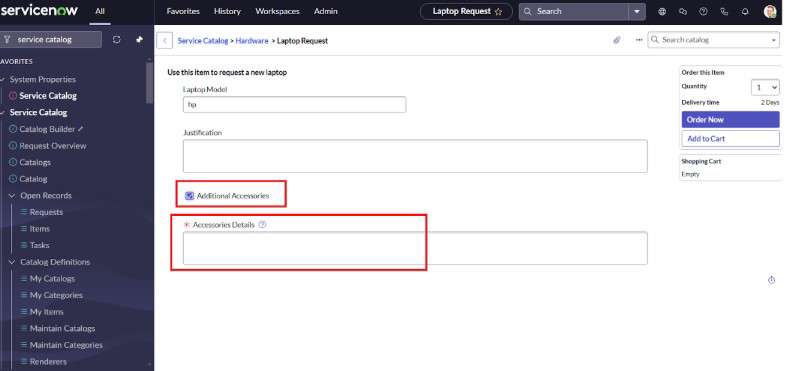 servicenow All Favorites History Workspaces Admin Laptop Request Search
service catalog
Service Catalog > Hardware > Laptop Request
Search catalog
AVORITES
System Properties
Service Catalog
Service Catalog
Catalog Builder
Request Overview
Catalogs
Catalog
Open Records
Requests
Items
Tasks
Catalog Definitions
My Catalogs
My Categories
My Items
Maintain Catalogs
Maintain Categories
Renderers
Use this item to request a new laptop
Laptop Model
hp
Justification
Additional Accessories
* Accessories Details
Order this Item
Quantity 1
Delivery time 2 Days
Order Now
Add to Cart
Shopping Cart
Empty